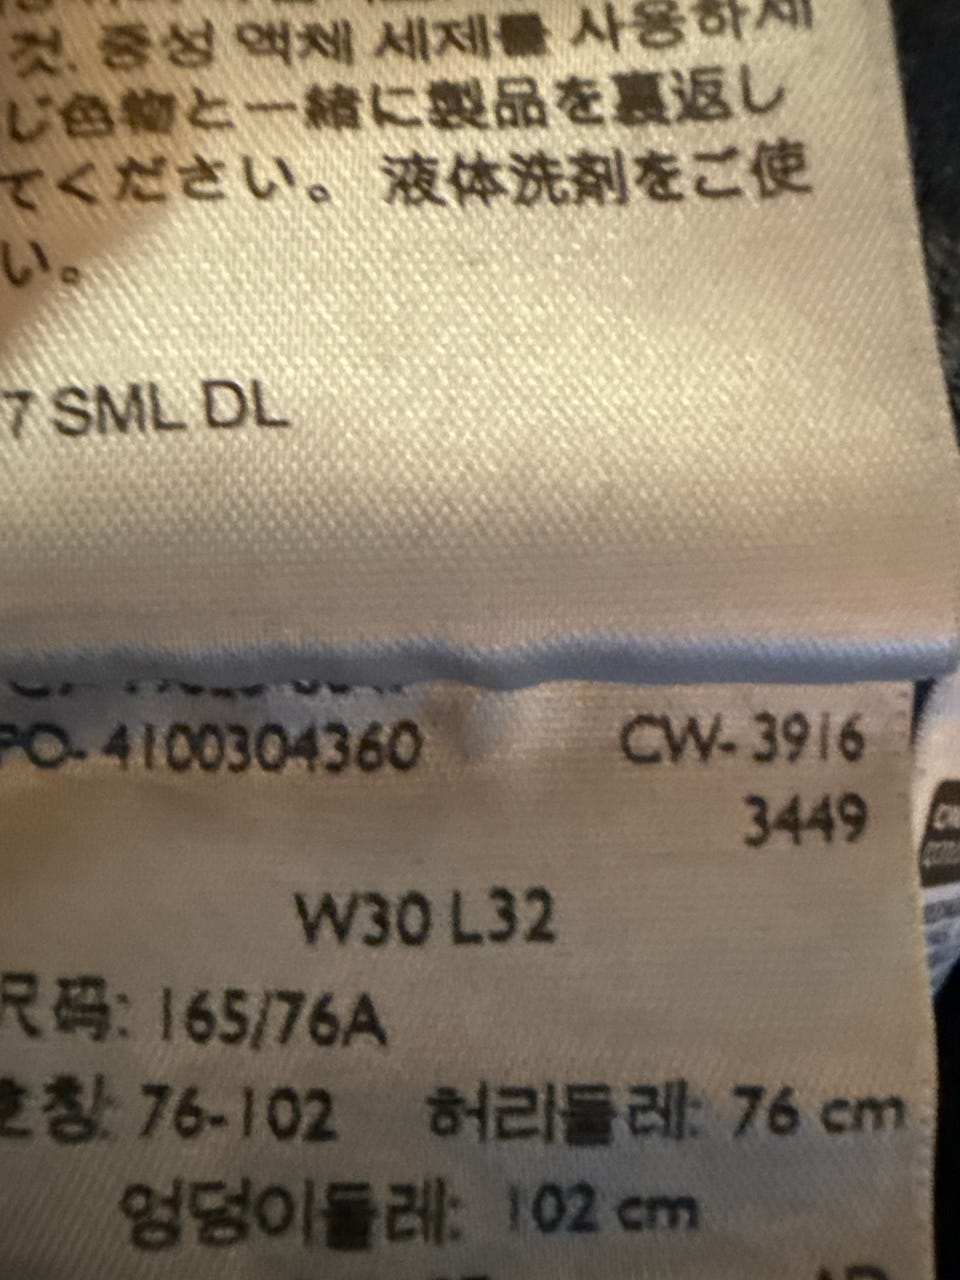 것. 중성 액체 세제를 사용하세
じ色物と一緒に製品を裏返し
てください。 液体洗剤をご使
い。
7 SML DL
PO- 4100304360 CW- 3916
3449
W30 L32
尺码: 165/76A
호칭: 76-102 허리둘레: 76 cm
엉덩이둘레: 102 cm